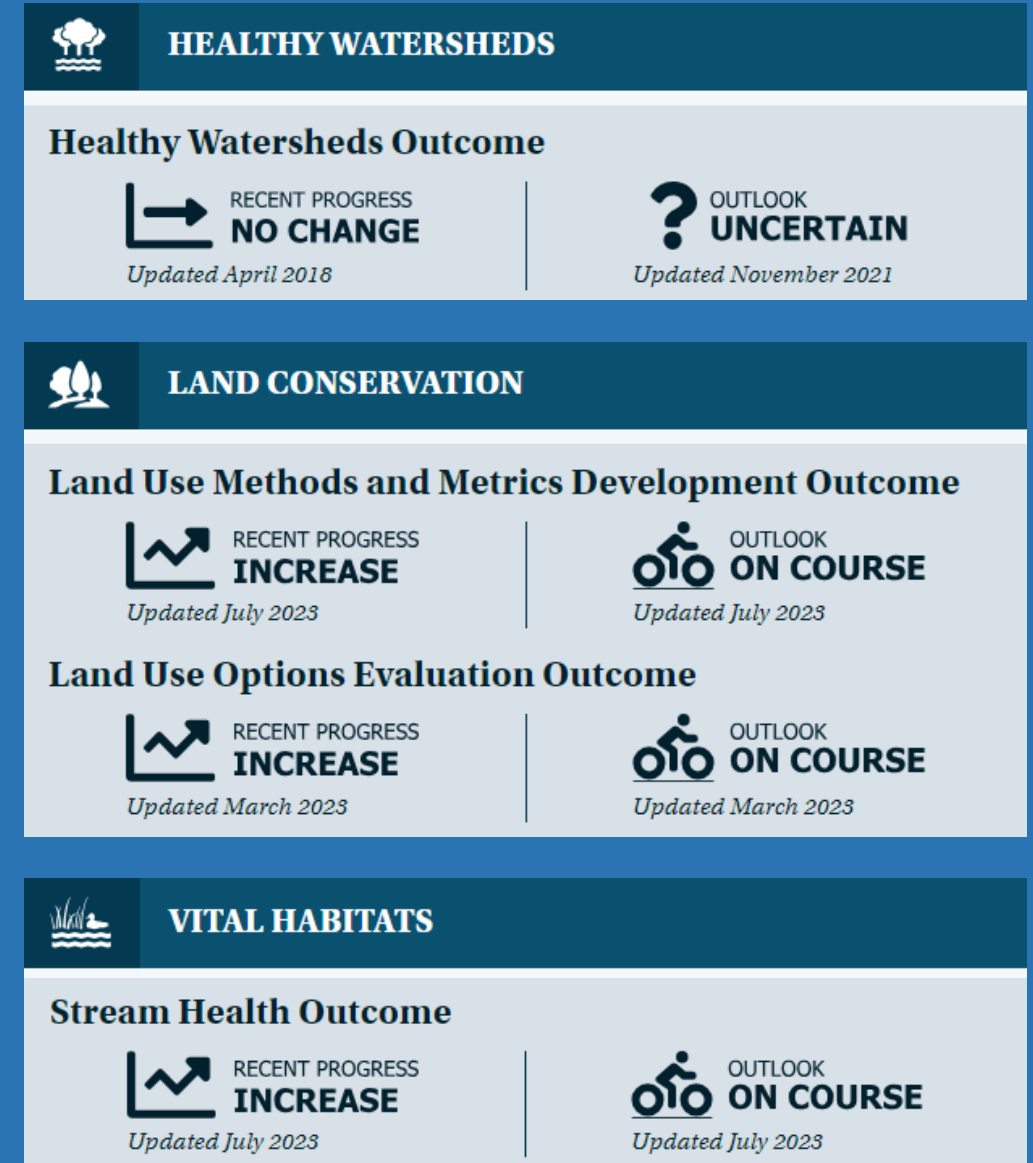 HEALTHY WATERSHEDS
Healthy Watersheds Outcome
RECENT PROGRESS
NO CHANGE
Updated April 2018
OUTLOOK
UNCERTAIN
Updated November 2021
LAND CONSERVATION
Land Use Methods and Metrics Development Outcome
RECENT PROGRESS
INCREASE
Updated July 2023
OUTLOOK
ON COURSE
Updated July 2023
Land Use Options Evaluation Outcome
RECENT PROGRESS
INCREASE
Updated March 2023
OUTLOOK
ON COURSE
Updated March 2023
VITAL HABITATS
Stream Health Outcome
RECENT PROGRESS
INCREASE
Updated July 2023
OUTLOOK
ON COURSE
Updated July 2023